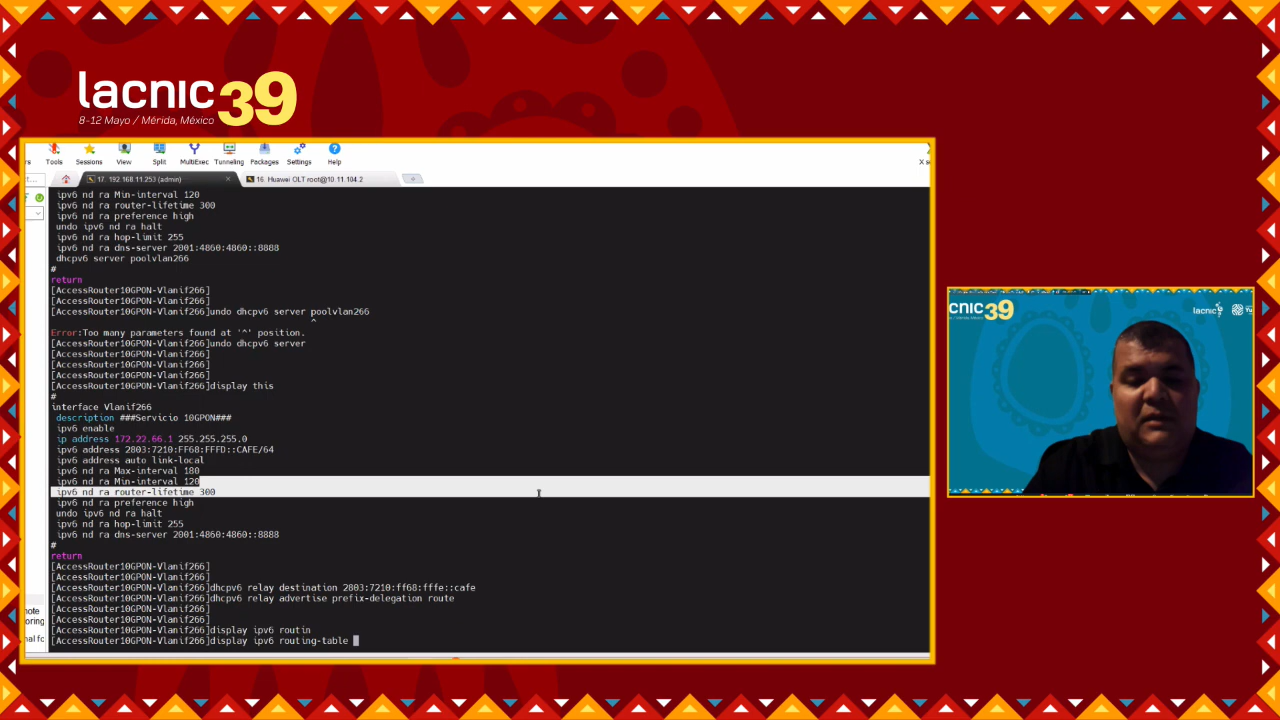 lacnic 39
8-12 Mayo / Mérida, México
Tools Sessions View Split MultiExec Tunneling Packages Settings Help
17. 192.168.11.253 (admin)
16. Huawei OLT root@10.11.104.2
ipv6 nd ra Min-interval 120
ipv6 nd ra router-lifetime 300
ipv6 nd ra preference high
undo ipv6 nd ra halt
ipv6 nd ra hop-limit 255
ipv6 nd ra dns-server 2001:4860:4860::8888
dhcpv6 server poolvlan266
#
return
[AccessRouter10GPON-Vlanif266]
[AccessRouter10GPON-Vlanif266]
[AccessRouter10GPON-Vlanif266]undo dhcpv6 server poolvlan266
^
Error:Too many parameters found at '^' position.
[AccessRouter10GPON-Vlanif266]undo dhcpv6 server
[AccessRouter10GPON-Vlanif266]
[AccessRouter10GPON-Vlanif266]
[AccessRouter10GPON-Vlanif266]
[AccessRouter10GPON-Vlanif266]display this
#
interface Vlanif266
description ###Servicio 10GPON###
ipv6 enable
ip address 172.22.66.1 255.255.255.0
ipv6 address 2803:7210:FF68:FFFD::CAFE/64
ipv6 address auto link-local
ipv6 nd ra Max-interval 180
ipv6 nd ra Min-interval 120
ipv6 nd ra router-lifetime 300
ipv6 nd ra preference high
undo ipv6 nd ra halt
ipv6 nd ra hop-limit 255
ipv6 nd ra dns-server 2001:4860:4860::8888
#
return
[AccessRouter10GPON-Vlanif266]
[AccessRouter10GPON-Vlanif266]
[AccessRouter10GPON-Vlanif266]dhcpv6 relay destination 2803:7210:ff68:fffe::cafe
[AccessRouter10GPON-Vlanif266]dhcpv6 relay advertise prefix-delegation route
[AccessRouter10GPON-Vlanif266]
[AccessRouter10GPON-Vlanif266]
[AccessRouter10GPON-Vlanif266]display ipv6 routin
[AccessRouter10GPON-Vlanif266]display ipv6 routing-table
cnic 39
lacnic